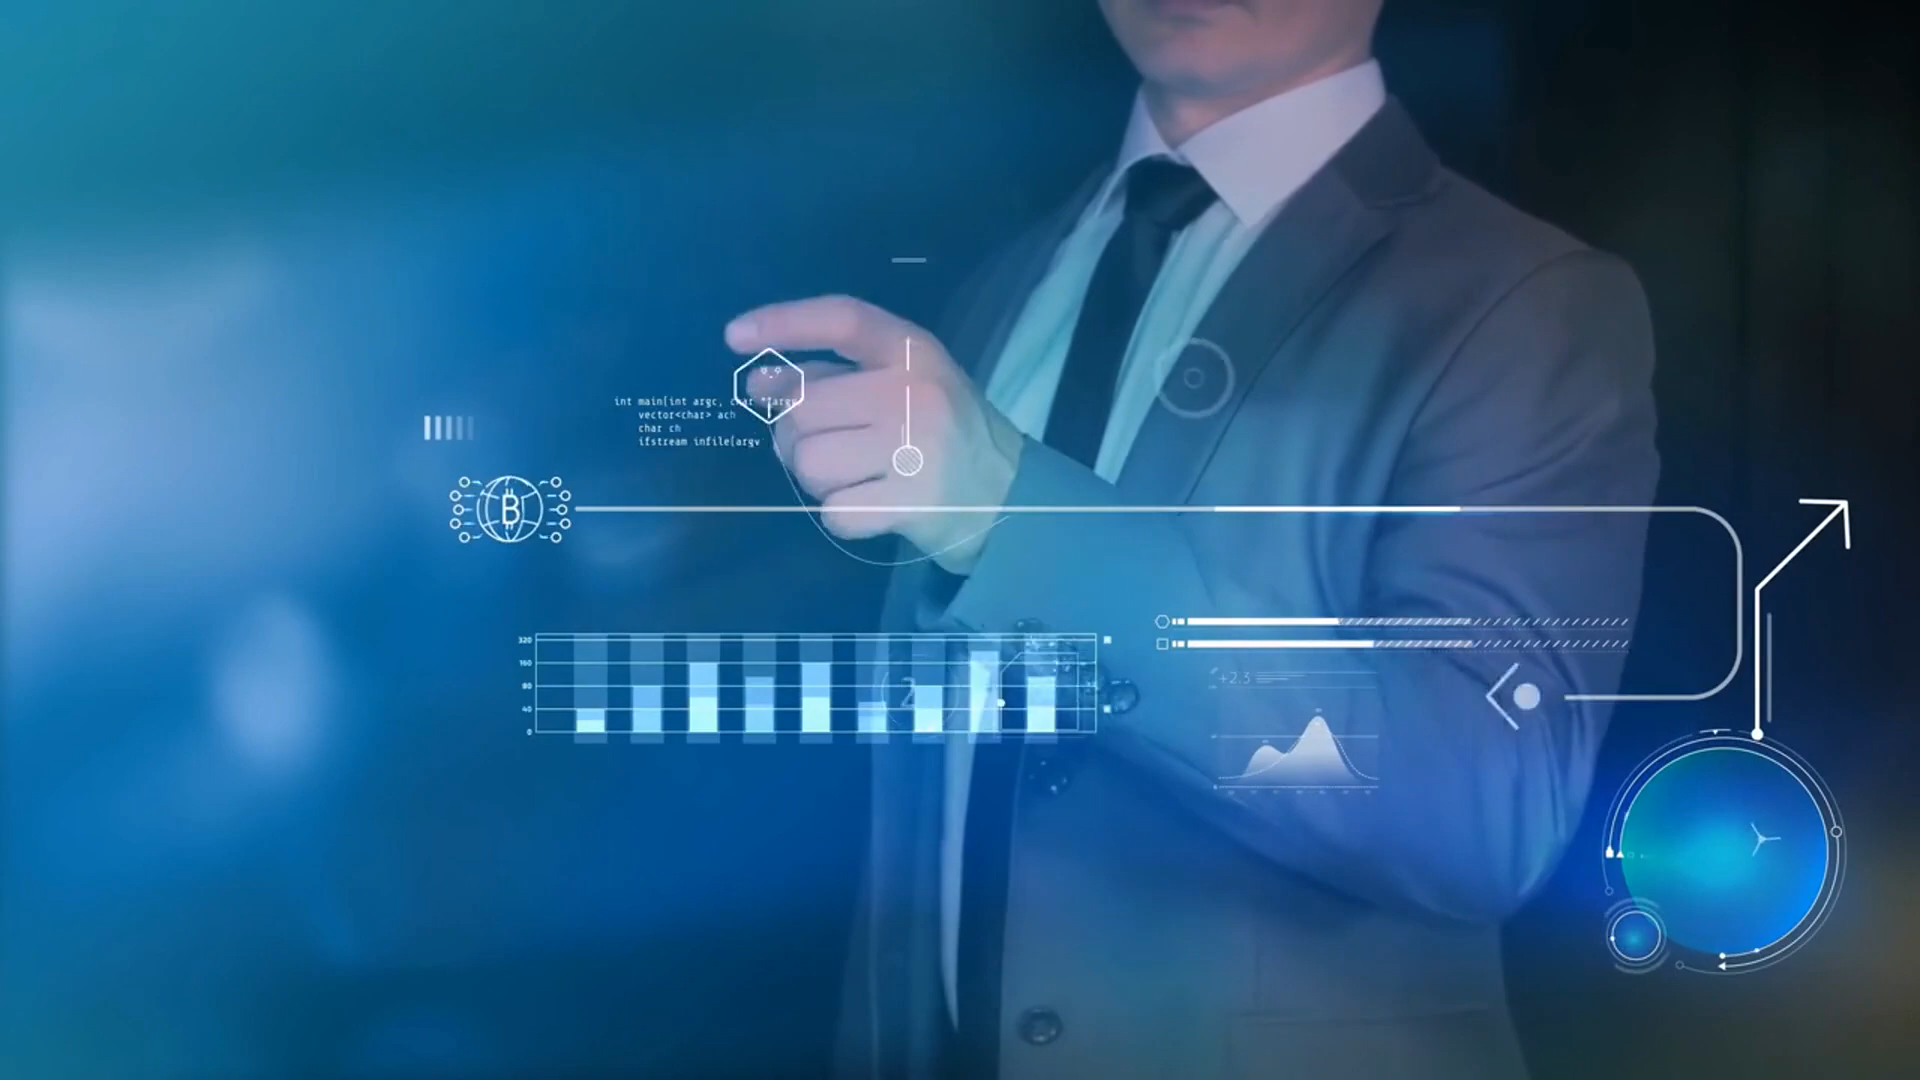 int main(int argc, char *[argv
vector<char> ach
char ch
ifstream infile(argv
B
320
160
80
40
0
2
+2.3